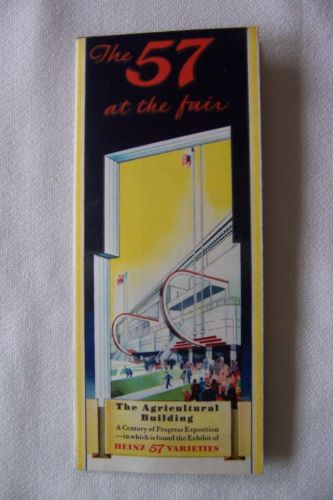 The 57
at the fair
The Agricultural
Building
A Century of Progress Exposition
—in which is found the Exhibit of
HEINZ 57 VARIETIES